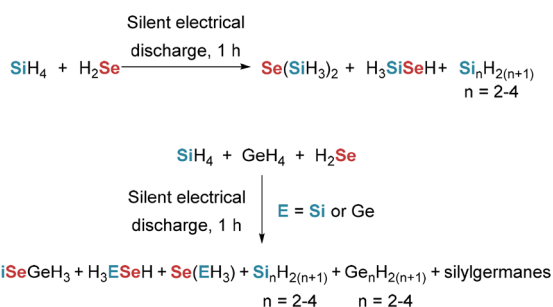 Silent electrical
discharge, 1 h
SiH4 + H2Se Se(SiH3)2 + H3SiSeH + SinH2(n+1)
n = 2-4
SiH4 + GeH4 + H2Se
Silent electrical
discharge, 1 h
E = Si or Ge
iSeGeH3 + H3ESeH + Se(EH3) + SinH2(n+1) + GenH2(n+1) + silylgermanes
n = 2-4 n = 2-4